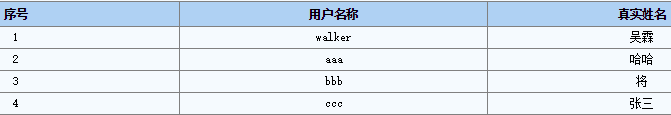 序号 用户名称 真实姓名
1 walker 吴霖
2 aaa 哈哈
3 bbb 将
4 ccc 张三